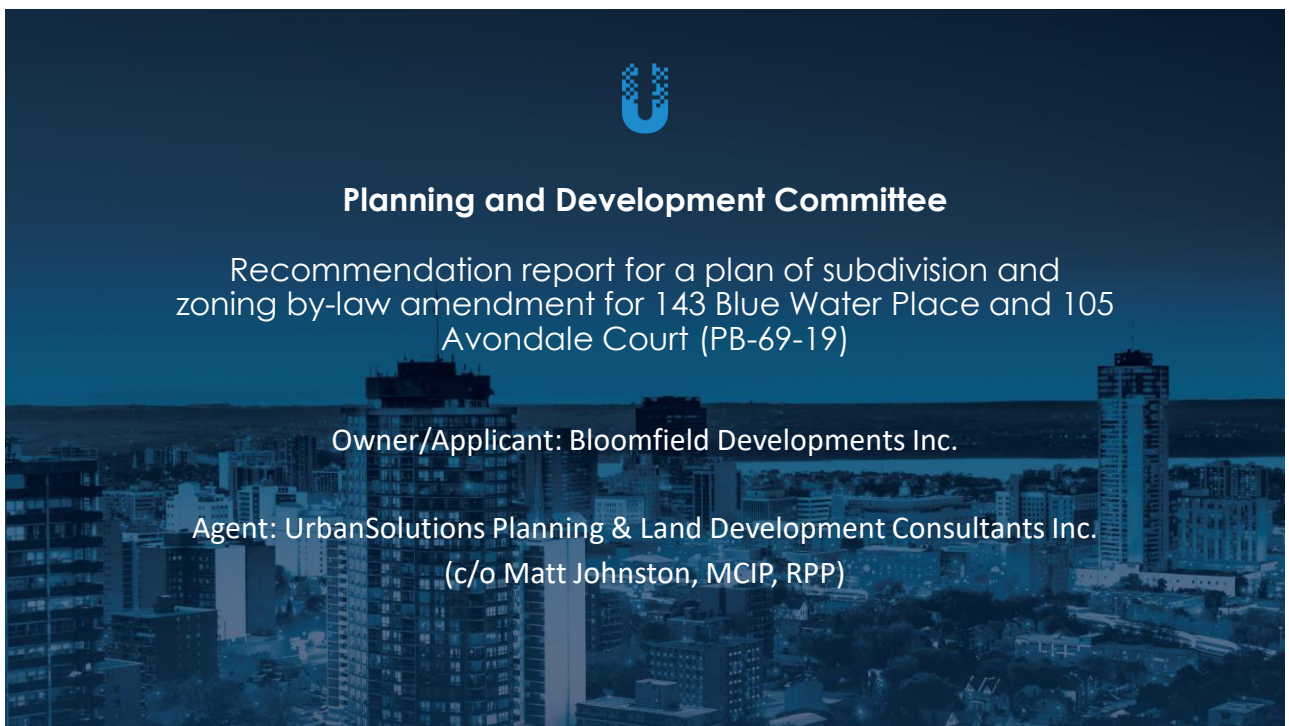 Planning and Development Committee
Recommendation report for a plan of subdivision and
zoning by-law amendment for 143 Blue Water Place and 105
Avondale Court (PB-69-19)
Owner/Applicant: Bloomfield Developments Inc.
Agent: UrbanSolutions Planning & Land Development Consultants Inc.
(c/o Matt Johnston, MCIP, RPP)